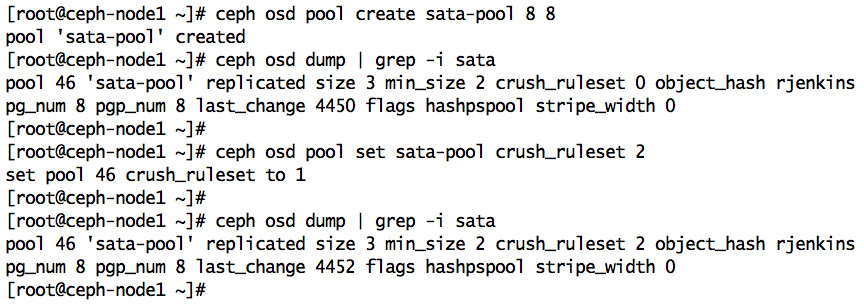 [root@ceph-node1 ~]# ceph osd pool create sata-pool 8 8
pool 'sata-pool' created
[root@ceph-node1 ~]# ceph osd dump | grep -i sata
pool 46 'sata-pool' replicated size 3 min_size 2 crush_ruleset 0 object_hash rjenkins
pg_num 8 pgp_num 8 last_change 4450 flags hashpspool stripe_width 0
[root@ceph-node1 ~]#
[root@ceph-node1 ~]# ceph osd pool set sata-pool crush_ruleset 2
set pool 46 crush_ruleset to 1
[root@ceph-node1 ~]#
[root@ceph-node1 ~]# ceph osd dump | grep -i sata
pool 46 'sata-pool' replicated size 3 min_size 2 crush_ruleset 2 object_hash rjenkins
pg_num 8 pgp_num 8 last_change 4452 flags hashpspool stripe_width 0
[root@ceph-node1 ~]#